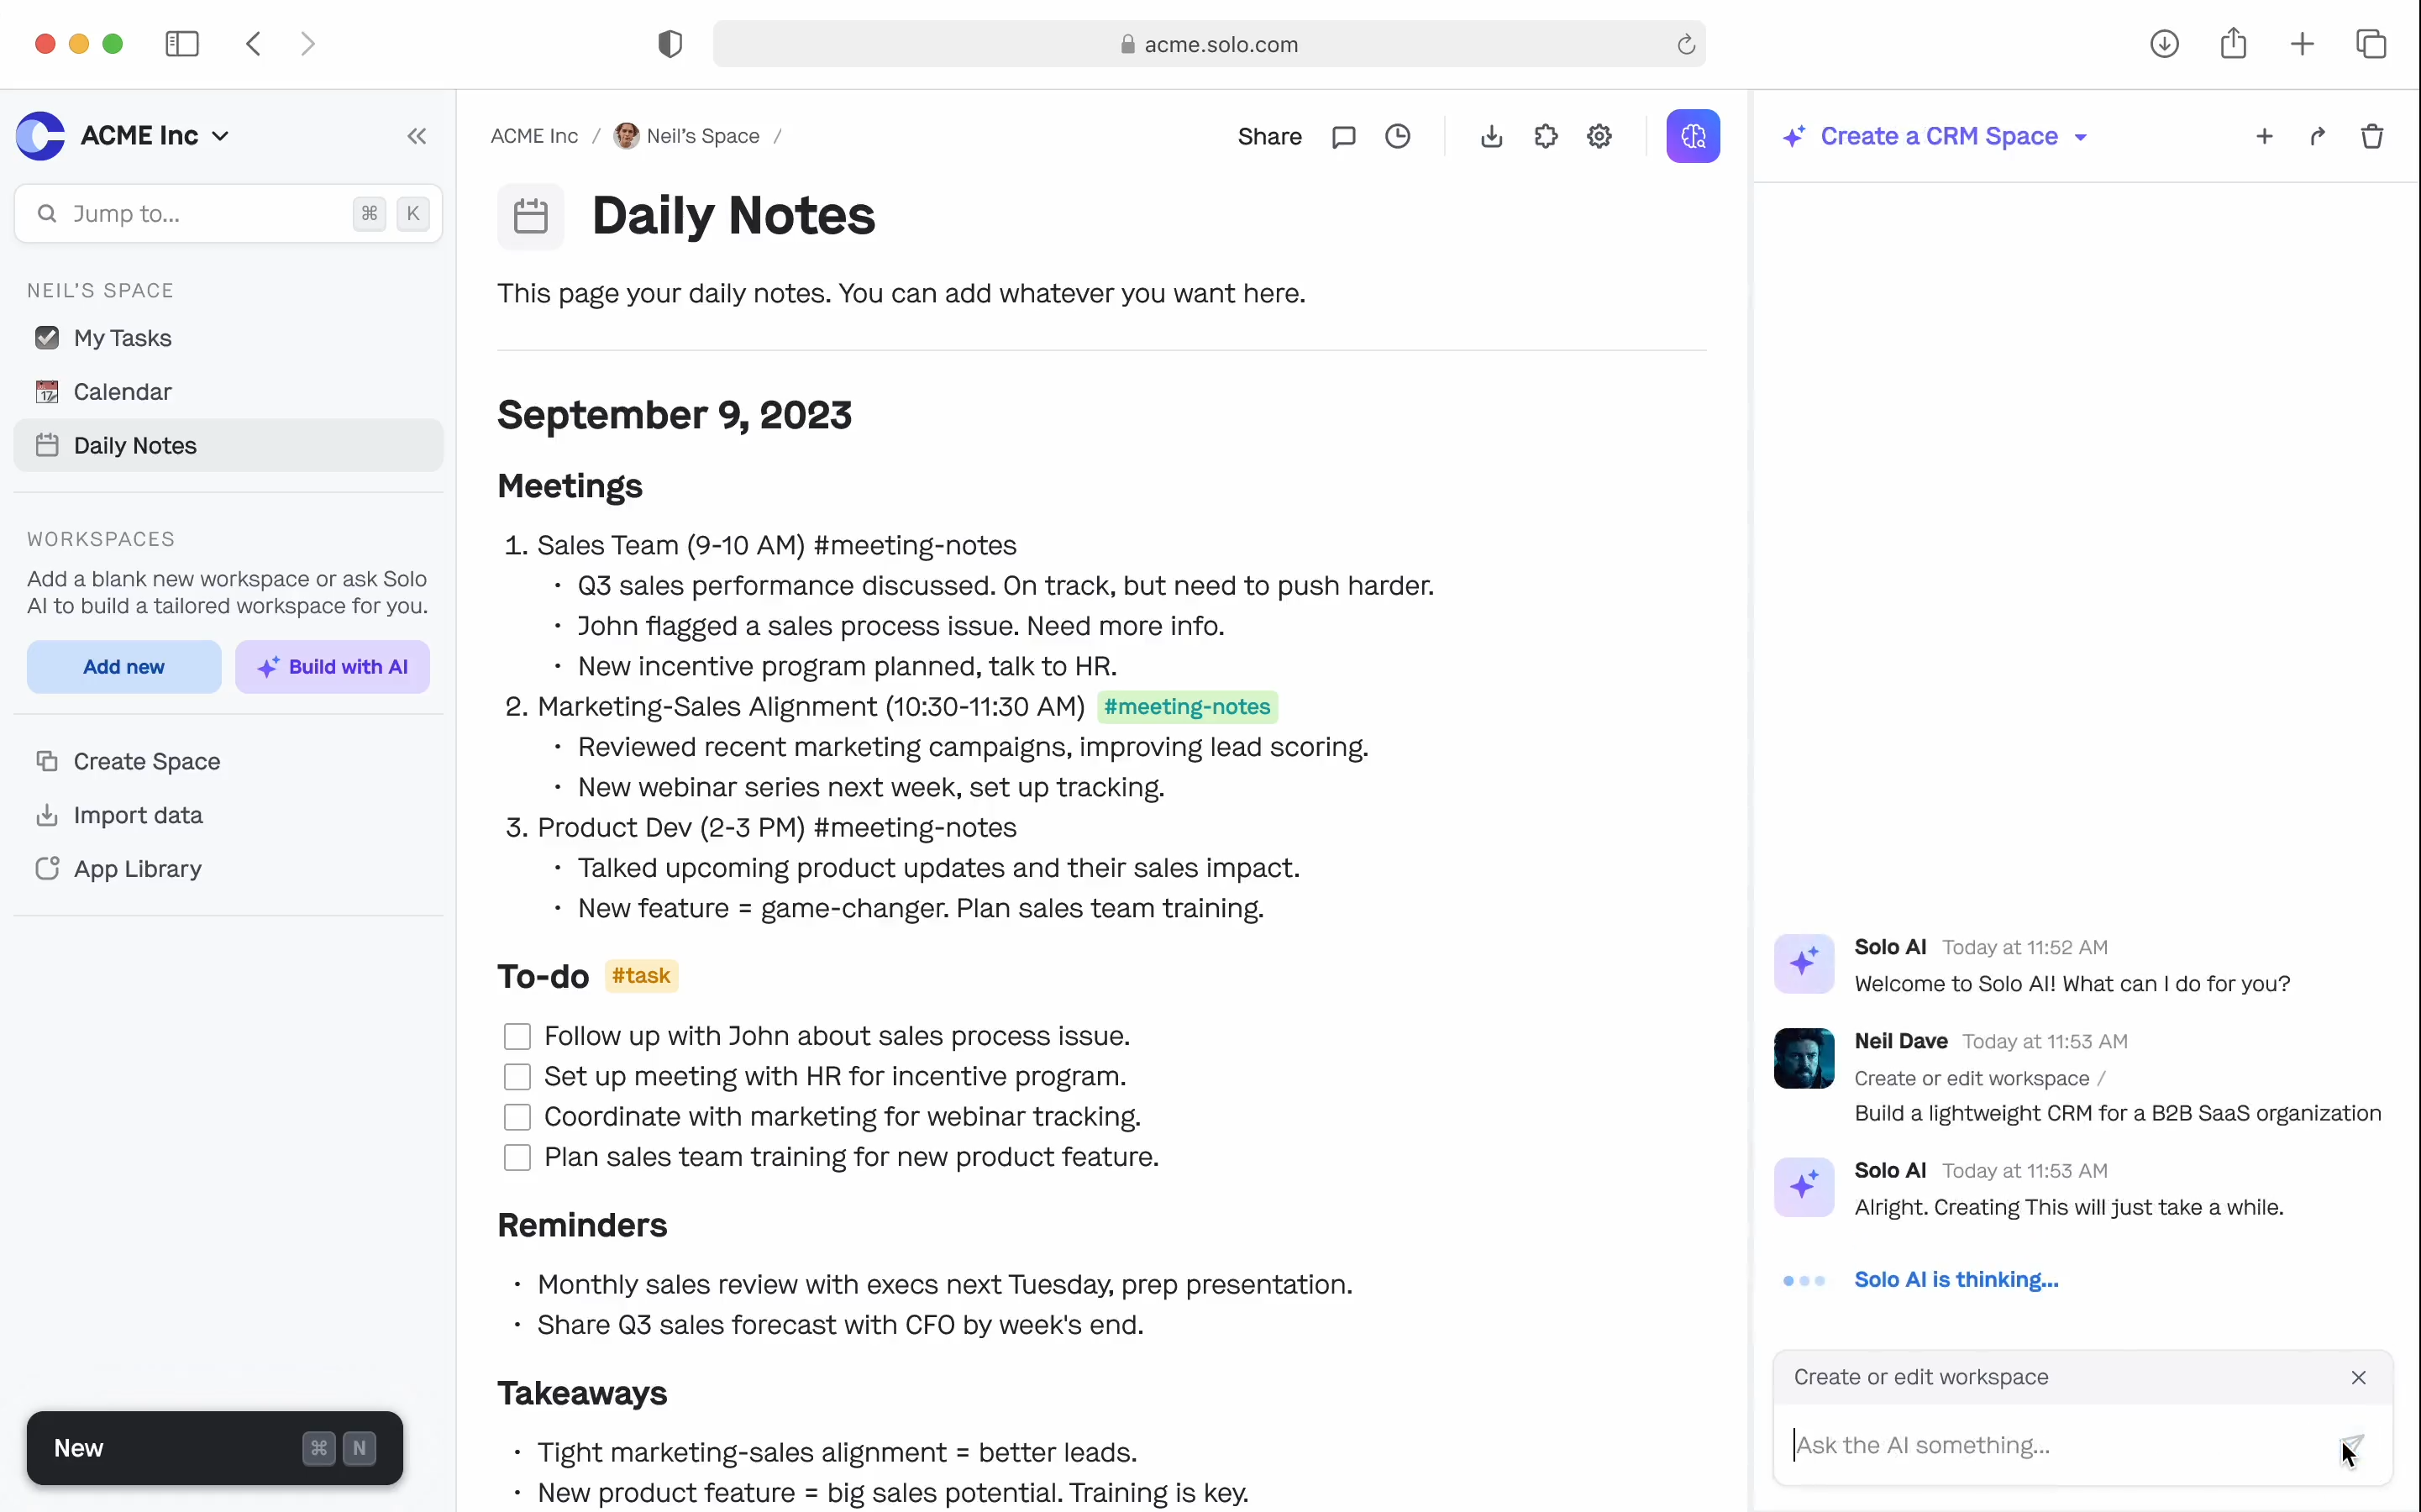 acme.solo.com
ACME Inc
Jump to...
⌘ K
NEIL'S SPACE
My Tasks
17
Calendar
Daily Notes
WORKSPACES
Add a blank new workspace or ask Solo
AI to build a tailored workspace for you.
Add new
Build with AI
Create Space
Import data
App Library
New
⌘ N
ACME Inc / Neil's Space /
Share
Daily Notes
This page your daily notes. You can add whatever you want here.
September 9, 2023
Meetings
1. Sales Team (9-10 AM) #meeting-notes
• Q3 sales performance discussed. On track, but need to push harder.
• John flagged a sales process issue. Need more info.
• New incentive program planned, talk to HR.
2. Marketing-Sales Alignment (10:30-11:30 AM) #meeting-notes
• Reviewed recent marketing campaigns, improving lead scoring.
• New webinar series next week, set up tracking.
3. Product Dev (2-3 PM) #meeting-notes
• Talked upcoming product updates and their sales impact.
• New feature = game-changer. Plan sales team training.
To-do #task
Follow up with John about sales process issue.
Set up meeting with HR for incentive program.
Coordinate with marketing for webinar tracking.
Plan sales team training for new product feature.
Reminders
• Monthly sales review with execs next Tuesday, prep presentation.
• Share Q3 sales forecast with CFO by week's end.
Takeaways
• Tight marketing-sales alignment = better leads.
• New product feature = big sales potential. Training is key.
Create a CRM Space
Solo AI Today at 11:52 AM
Welcome to Solo AI! What can I do for you?
Neil Dave Today at 11:53 AM
Create or edit workspace /
Build a lightweight CRM for a B2B SaaS organization
Solo AI Today at 11:53 AM
Alright. Creating This will just take a while.
Solo AI is thinking...
Create or edit workspace
Ask the AI something...